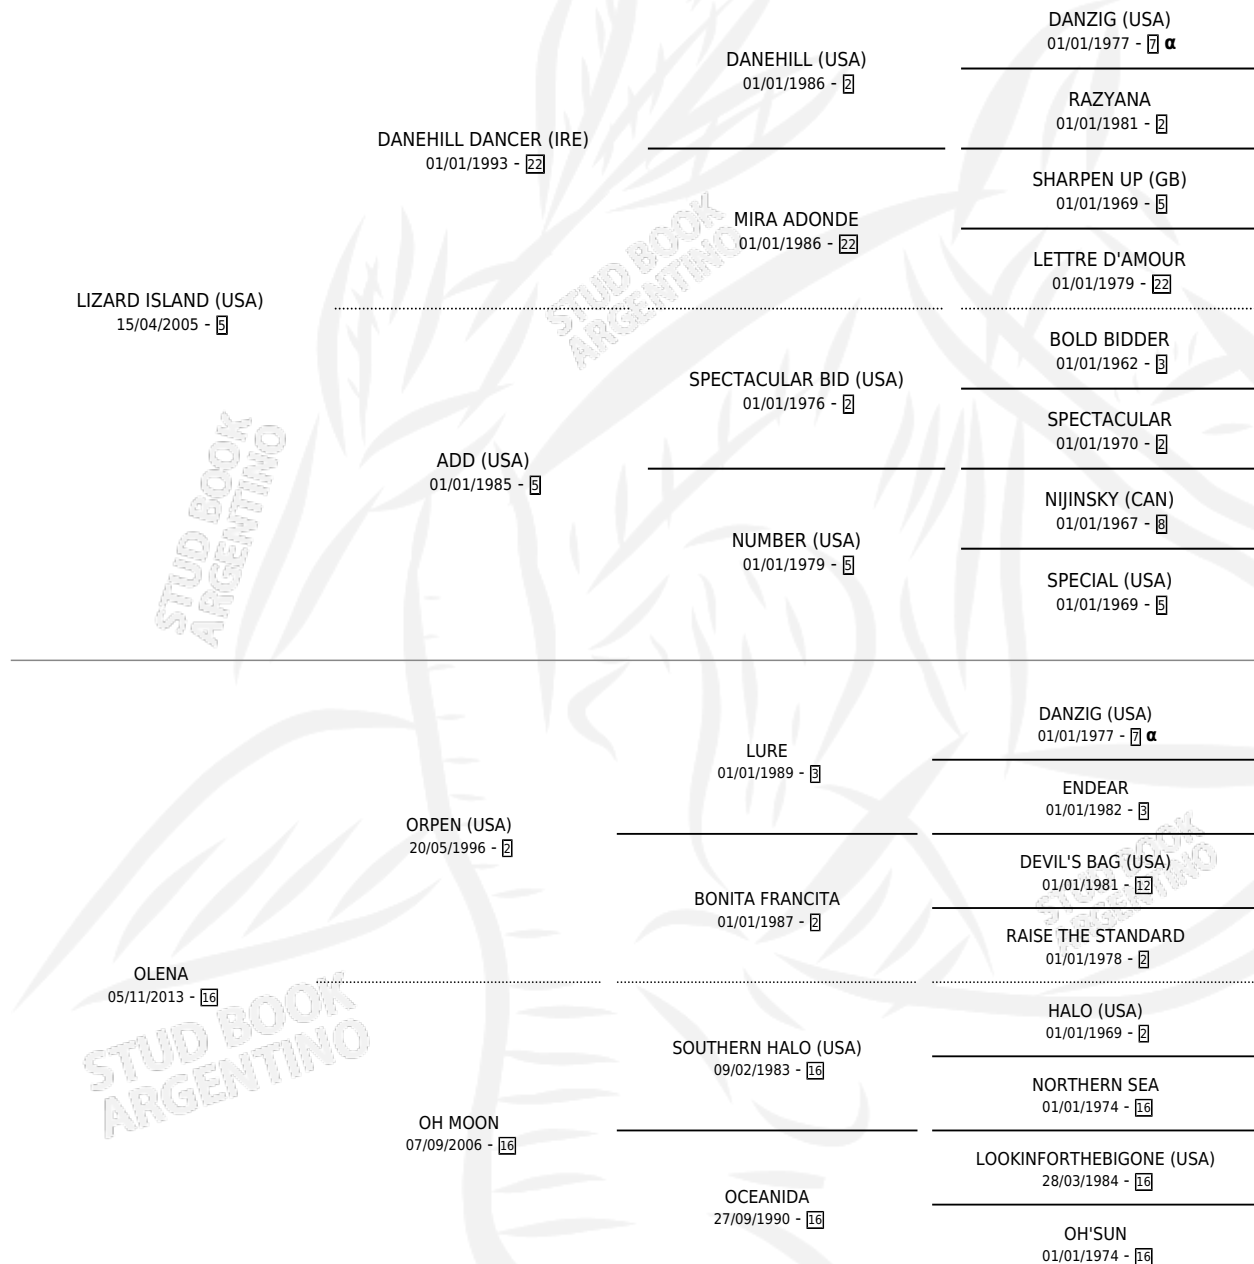 DANZIG (USA)
01/01/1977 - 7 α
DANEHILL (USA)
01/01/1986 - 2
RAZYANA
01/01/1981 - 2
DANEHILL DANCER (IRE)
01/01/1993 - 22
SHARPEN UP (GB)
01/01/1969 - 5
MIRA ADONDE
01/01/1986 - 22
LETTRE D'AMOUR
01/01/1979 - 22
LIZARD ISLAND (USA)
15/04/2005 - 5
BOLD BIDDER
01/01/1962 - 3
SPECTACULAR BID (USA)
01/01/1976 - 2
SPECTACULAR
01/01/1970 - 2
ADD (USA)
01/01/1985 - 5
NIJINSKY (CAN)
01/01/1967 - 8
NUMBER (USA)
01/01/1979 - 5
SPECIAL (USA)
01/01/1969 - 5
DANZIG (USA)
01/01/1977 - 7 α
LURE
01/01/1989 - 3
ENDEAR
01/01/1982 - 3
ORPEN (USA)
20/05/1996 - 2
DEVIL'S BAG (USA)
01/01/1981 - 12
BONITA FRANCITA
01/01/1987 - 2
RAISE THE STANDARD
01/01/1978 - 2
OLENA
05/11/2013 - 16
HALO (USA)
01/01/1969 - 2
SOUTHERN HALO (USA)
09/02/1983 - 16
NORTHERN SEA
01/01/1974 - 16
OH MOON
07/09/2006 - 16
LOOKINFORTHEBIGONE (USA)
28/03/1984 - 16
OCEANIDA
27/09/1990 - 16
OH'SUN
01/01/1974 - 16
STUD BOOK
ARGENTINO
STUD BOOK
ARGENTINO
STUD BOOK
ARGENTINO
STUD BOOK
ARGENTINO